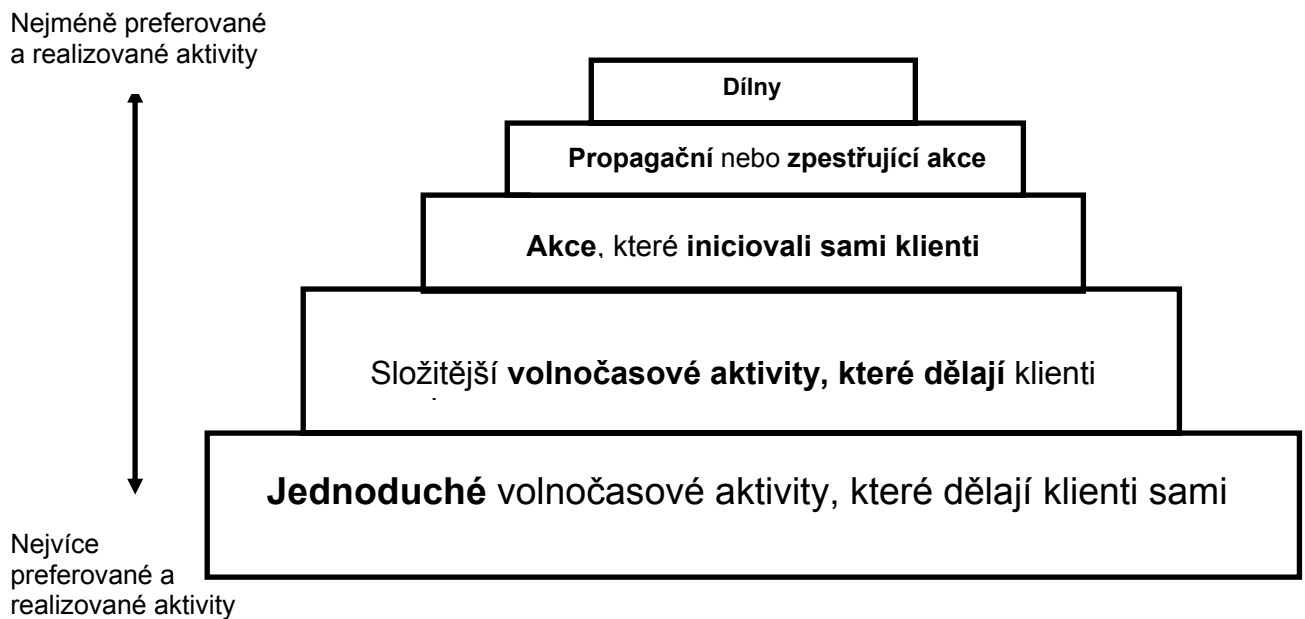 Nejméně preferované
a realizované aktivity
Dílny
Propagační nebo zpestřující akce
Akce, které iniciovali sami klienti
Složitější volnočasové aktivity, které dělají klienti
Jednoduché volnočasové aktivity, které dělají klienti sami
Nejvíce
preferované a
realizované aktivity